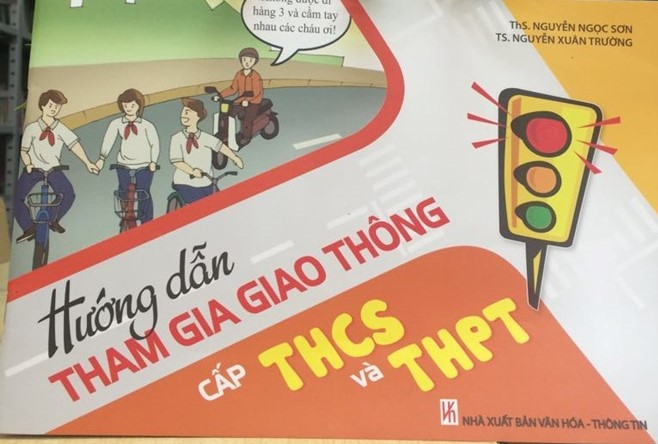 hàng 3 và cầm tay
nhau các cháu ơi!
ThS. NGUYỄN NGỌC SƠN
TS. NGUYỄN XUÂN TRƯỜNG
Hướng dẫn
THAM GIA GIAO THÔNG
CẤP THCS
và THPT
NHÀ XUẤT BẢN VĂN HÓA - THÔNG TIN